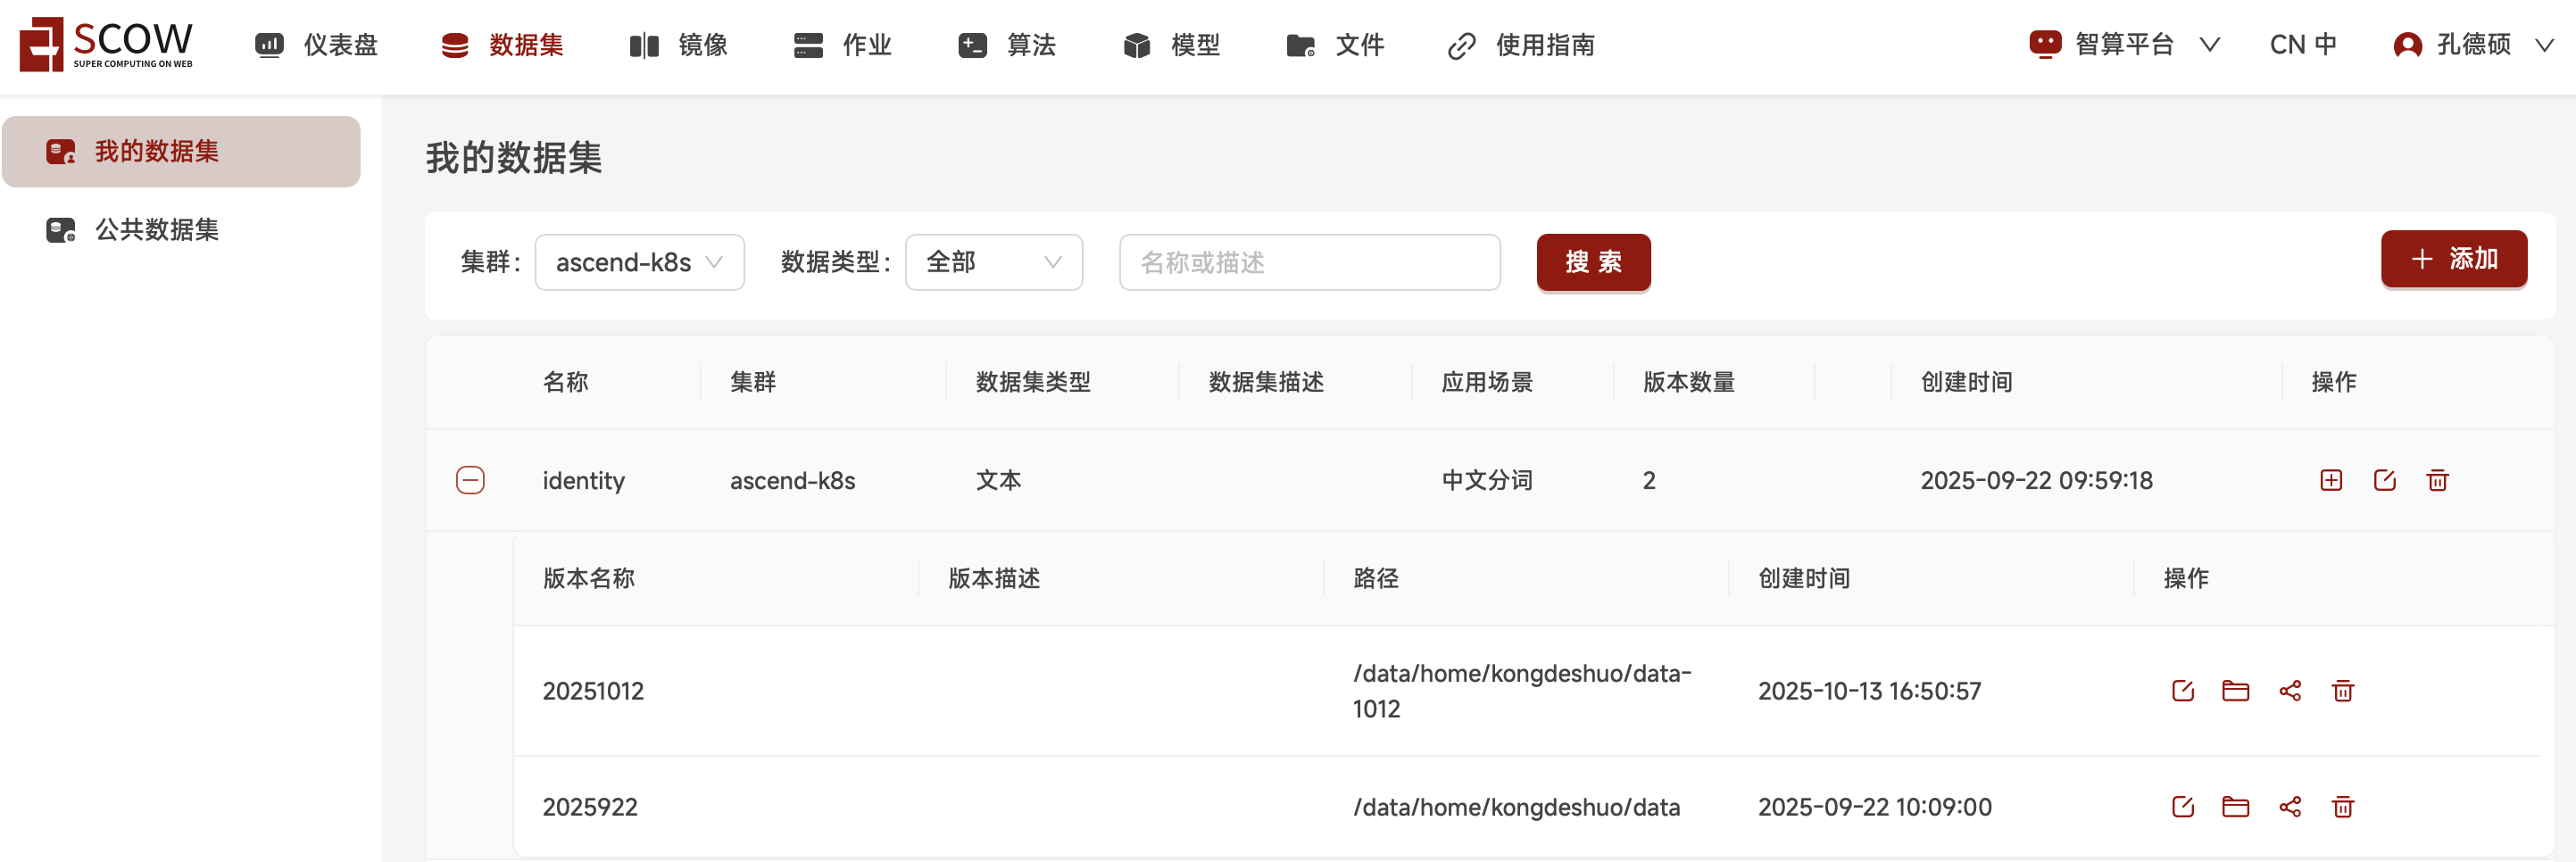 SCOW
SUPER COMPUTING ON WEB
仪表盘 数据集 镜像 作业 算法 模型 文件 使用指南 智算平台 CN 中 孔德硕
我的数据集
公共数据集
我的数据集
集群: ascend-k8s 数据类型: 全部 名称或描述 搜 索 添加
名称 集群 数据集类型 数据集描述 应用场景 版本数量 创建时间 操作
identity ascend-k8s 文本 中文分词 2 2025-09-22 09:59:18
版本名称 版本描述 路径 创建时间 操作
20251012 /data/home/kongdeshuo/data-
1012 2025-10-13 16:50:57
2025922 /data/home/kongdeshuo/data 2025-09-22 10:09:00